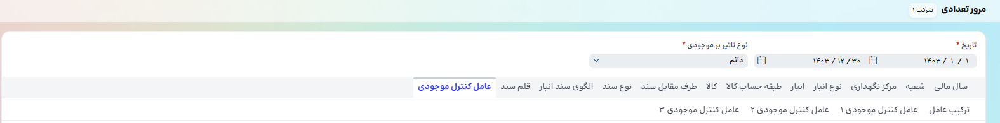 مرور تعدادی شرکت ۱
تاریخ * نوع تاثیر بر موجودی *
۱۴۰۳ / ۱ / ۱ ۱۴۰۳ / ۱۲ / ۳۰ دائم
سال مالی شعبه مرکز نگهداری نوع انبار انبار طبقه حساب کالا کالا طرف مقابل سند نوع سند الگوی سند انبار قلم سند عامل کنترل موجودی
ترکیب عامل عامل کنترل موجودی ۱ عامل کنترل موجودی ۲ عامل کنترل موجودی ۳